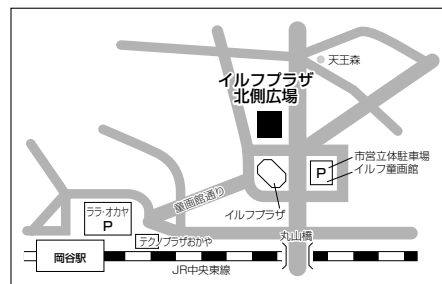 天王森
イルフプラザ
北側広場
市営立体駐車場
イルフ童画館
P
童画館通り
イルフプラザ
ララ・オカヤ
P
テクノプラザおかや
丸山橋
岡谷駅
JR中央東線